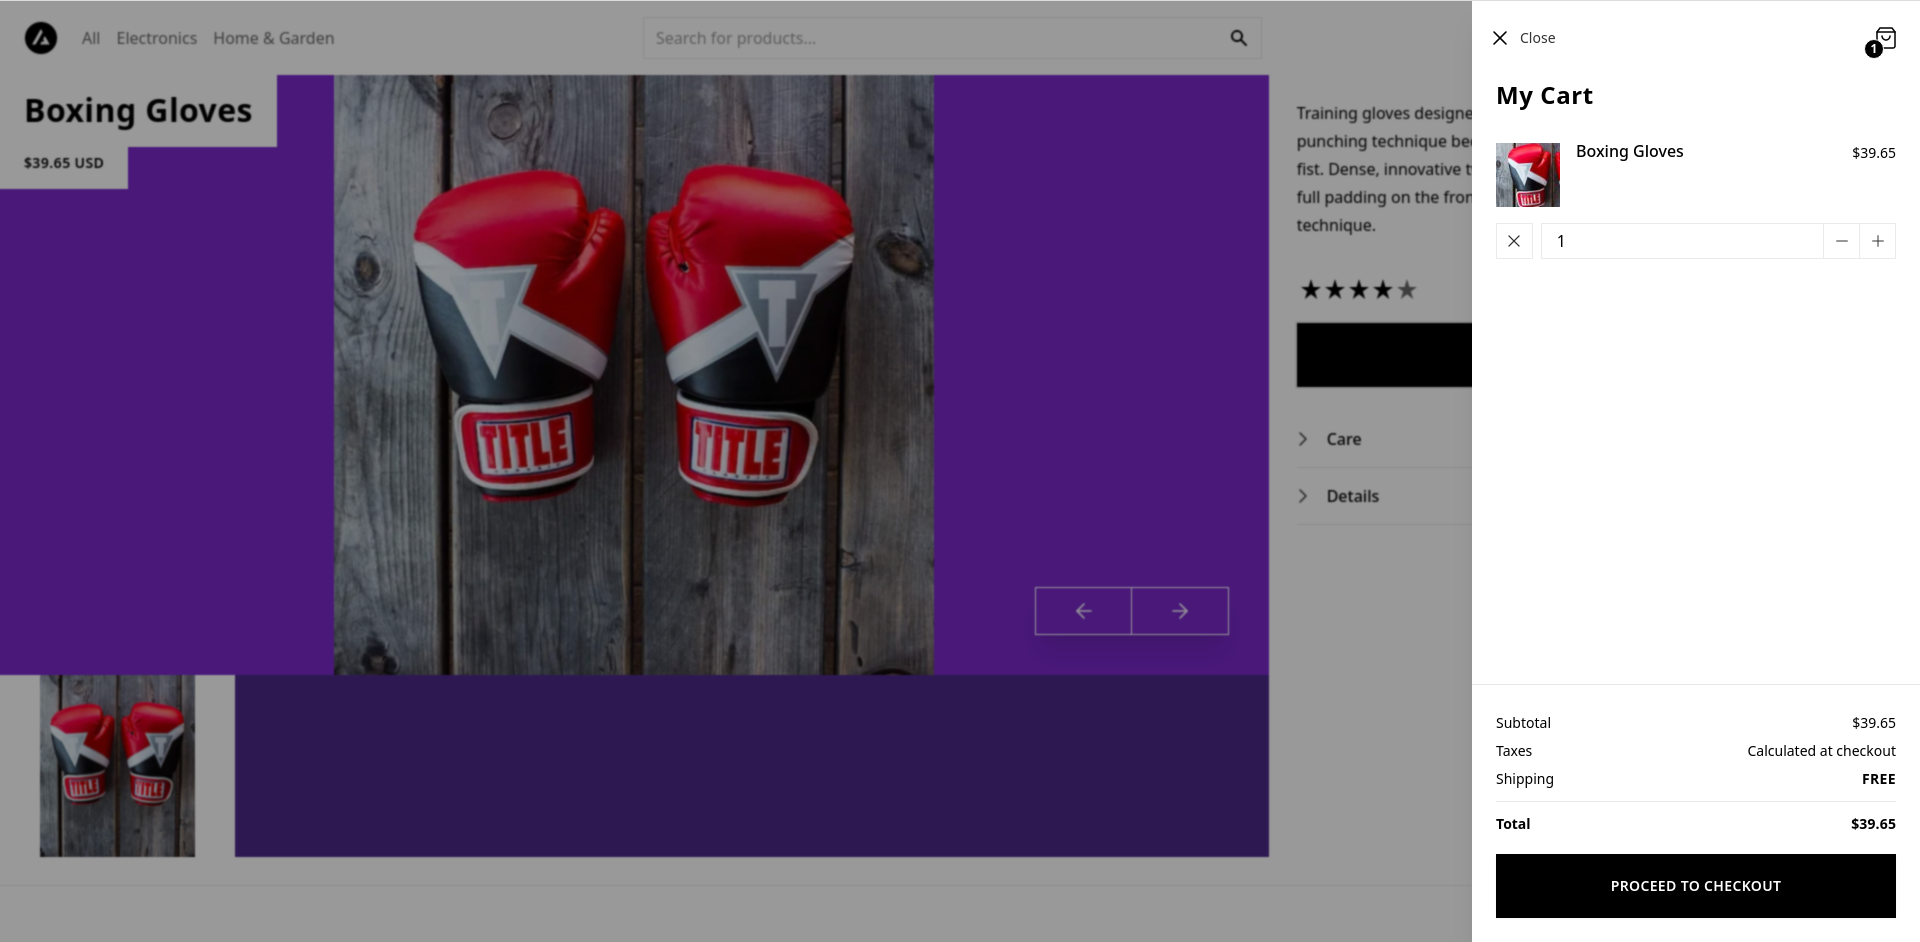 All
Electronics
Home & Garden
Search for products...
Boxing Gloves
$39.65 USD
TITLE
TITLE
Training gloves designe
punching technique be
fist. Dense, innovative
full padding on the fron
technique.
★★★★★
Care
Details
TITLE
TITLE
Close
1
My Cart
Boxing Gloves
$39.65
1
Subtotal
$39.65
Taxes
Calculated at checkout
Shipping
FREE
Total
$39.65
PROCEED TO CHECKOUT